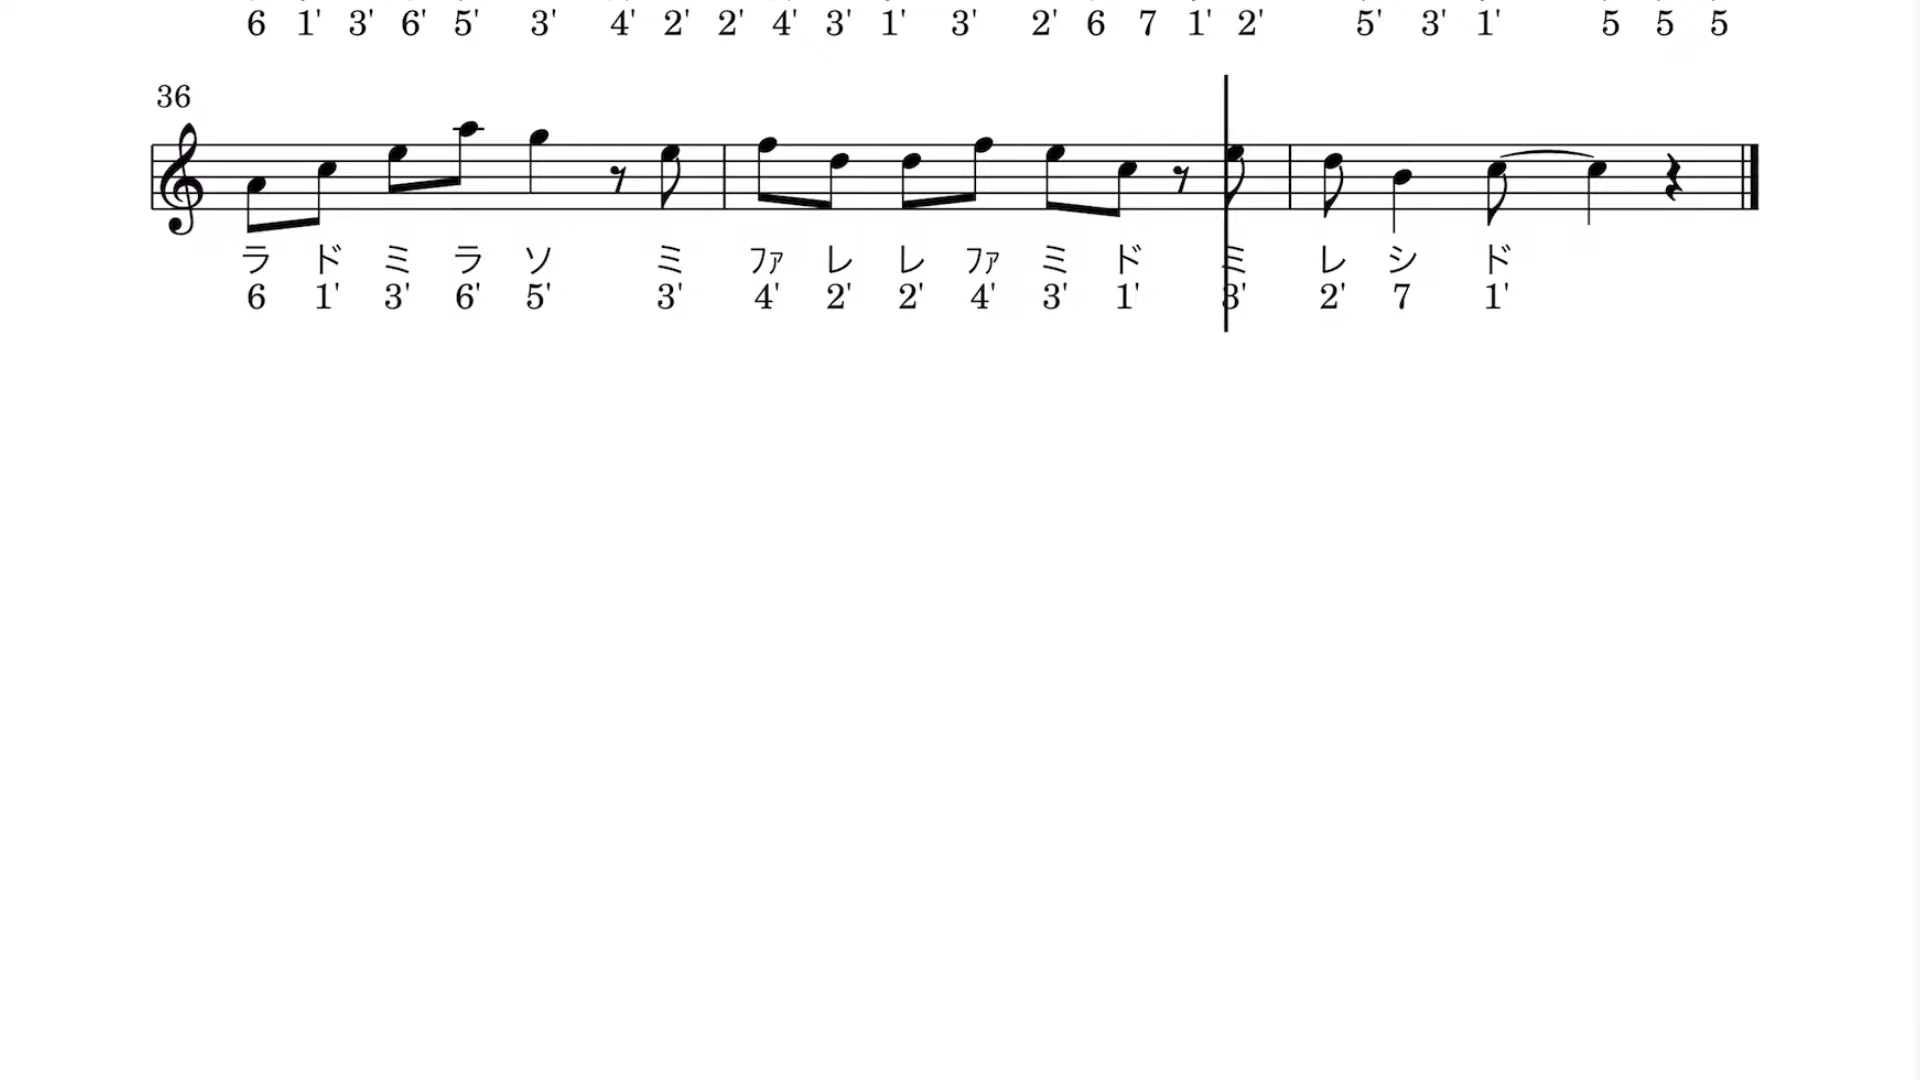 6 1' 3' 6' 5' 3' 4' 2' 2' 4' 3' 1' 3' 2' 6 7 1' 2' 5' 3' 1' 5 5 5
36
ラ ド ミ ラ ソ ミ ファ レ レ ファ ミ ド ミ レ シ ド
6 1' 3' 6' 5' 3' 4' 2' 2' 4' 3' 1' 3' 2' 7 1'